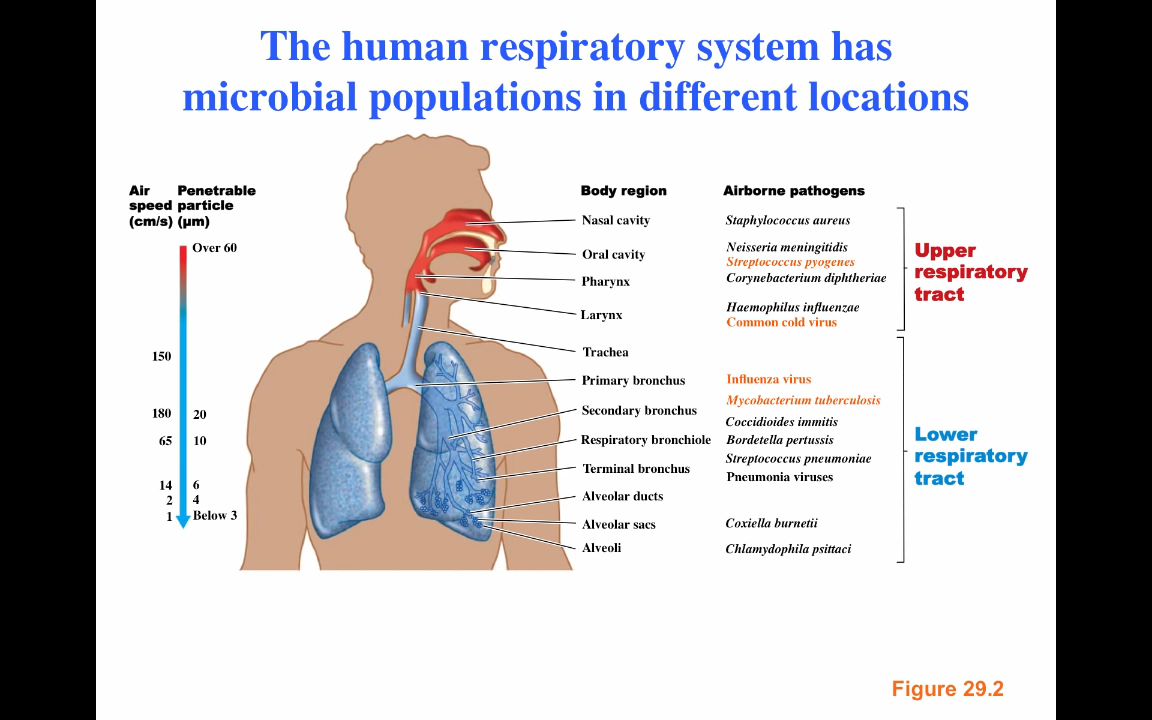 The human respiratory system has
microbial populations in different locations
Air
speed
(cm/s)
Penetrable
particle
(µm)
Over 60
150
180 20
65 10
14 6
2 4
1 Below 3
Body region
Nasal cavity
Oral cavity
Pharynx
Larynx
Trachea
Primary bronchus
Secondary bronchus
Respiratory bronchiole
Terminal bronchus
Alveolar ducts
Alveolar sacs
Alveoli
Airborne pathogens
Staphylococcus aureus
Neisseria meningitidis
Streptococcus pyogenes
Corynebacterium diphtheriae
Haemophilus influenzae
Common cold virus
Influenza virus
Mycobacterium tuberculosis
Coccidioides immitis
Bordetella pertussis
Streptococcus pneumoniae
Pneumonia viruses
Coxiella burnetii
Chlamydophila psittaci
Upper
respiratory
tract
Lower
respiratory
tract
Figure 29.2